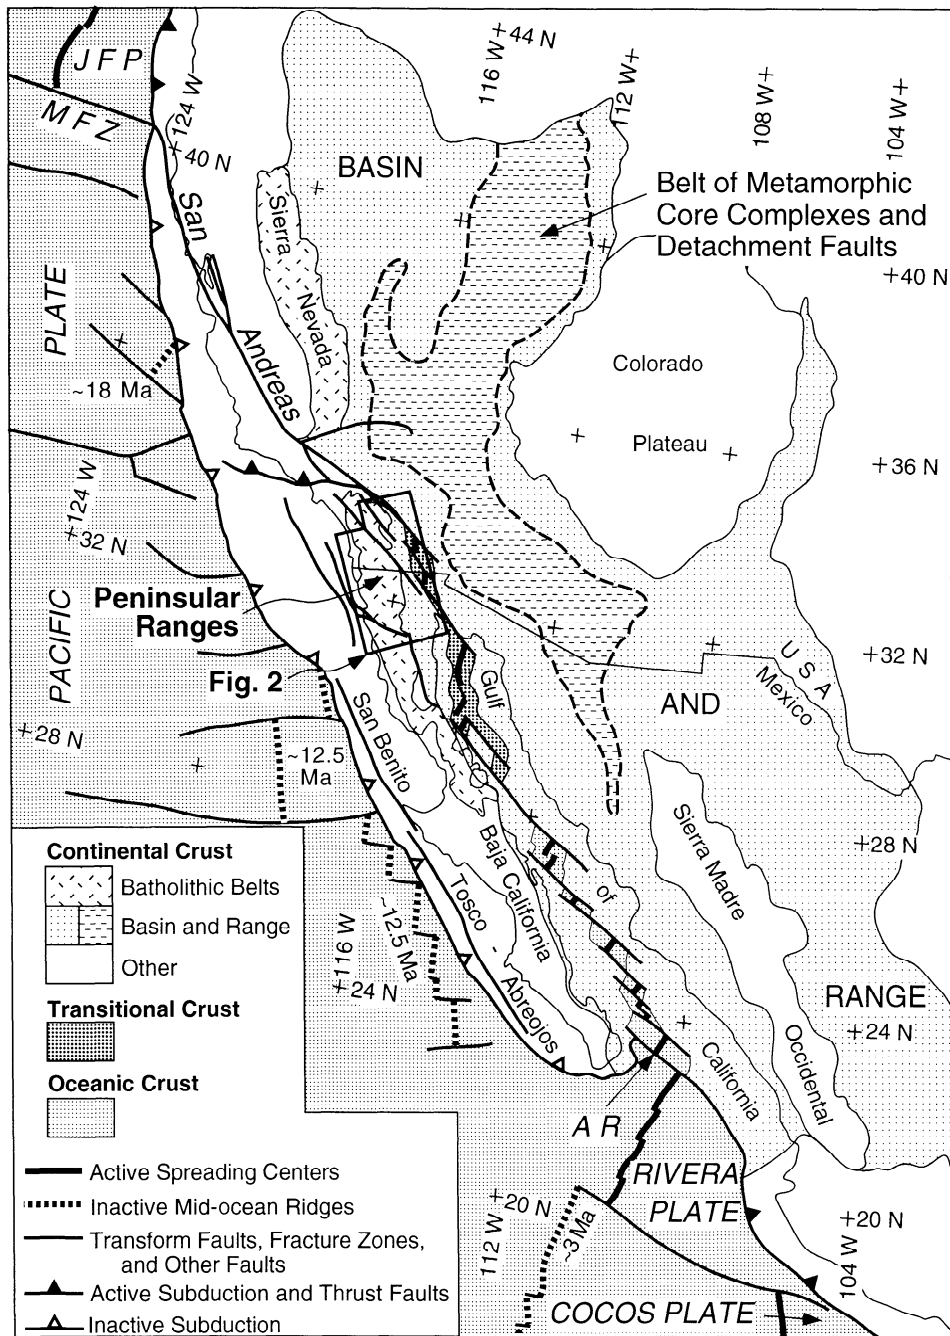 JFP
MFZ
124 W
+40 N
116 W
+44 N
112 W+
108 W+
104 W+
BASIN
Belt of Metamorphic
Core Complexes and
Detachment Faults
+40 N
San
Andreas
Sierra
Nevada
PLATE
~18 Ma
Colorado
Plateau
+36 N
124 W
+32 N
Peninsular
Ranges
PACIFIC
Fig. 2
+32 N
USA
Mexico
AND
Gulf
of
California
+28 N
~12.5
Ma
San Benito
Baja California
Tosco - Abreojos
~12.5 Ma
116 W
+24 N
Sierra Madre
Occidental
+28 N
RANGE
+24 N
AR
RIVERA
PLATE
+20 N
112 W
~3 Ma
+20 N
104 W
COCOS PLATE
Continental Crust
Batholithic Belts
Basin and Range
Other
Transitional Crust
Oceanic Crust
Active Spreading Centers
Inactive Mid-ocean Ridges
Transform Faults, Fracture Zones,
and Other Faults
Active Subduction and Thrust Faults
Inactive Subduction